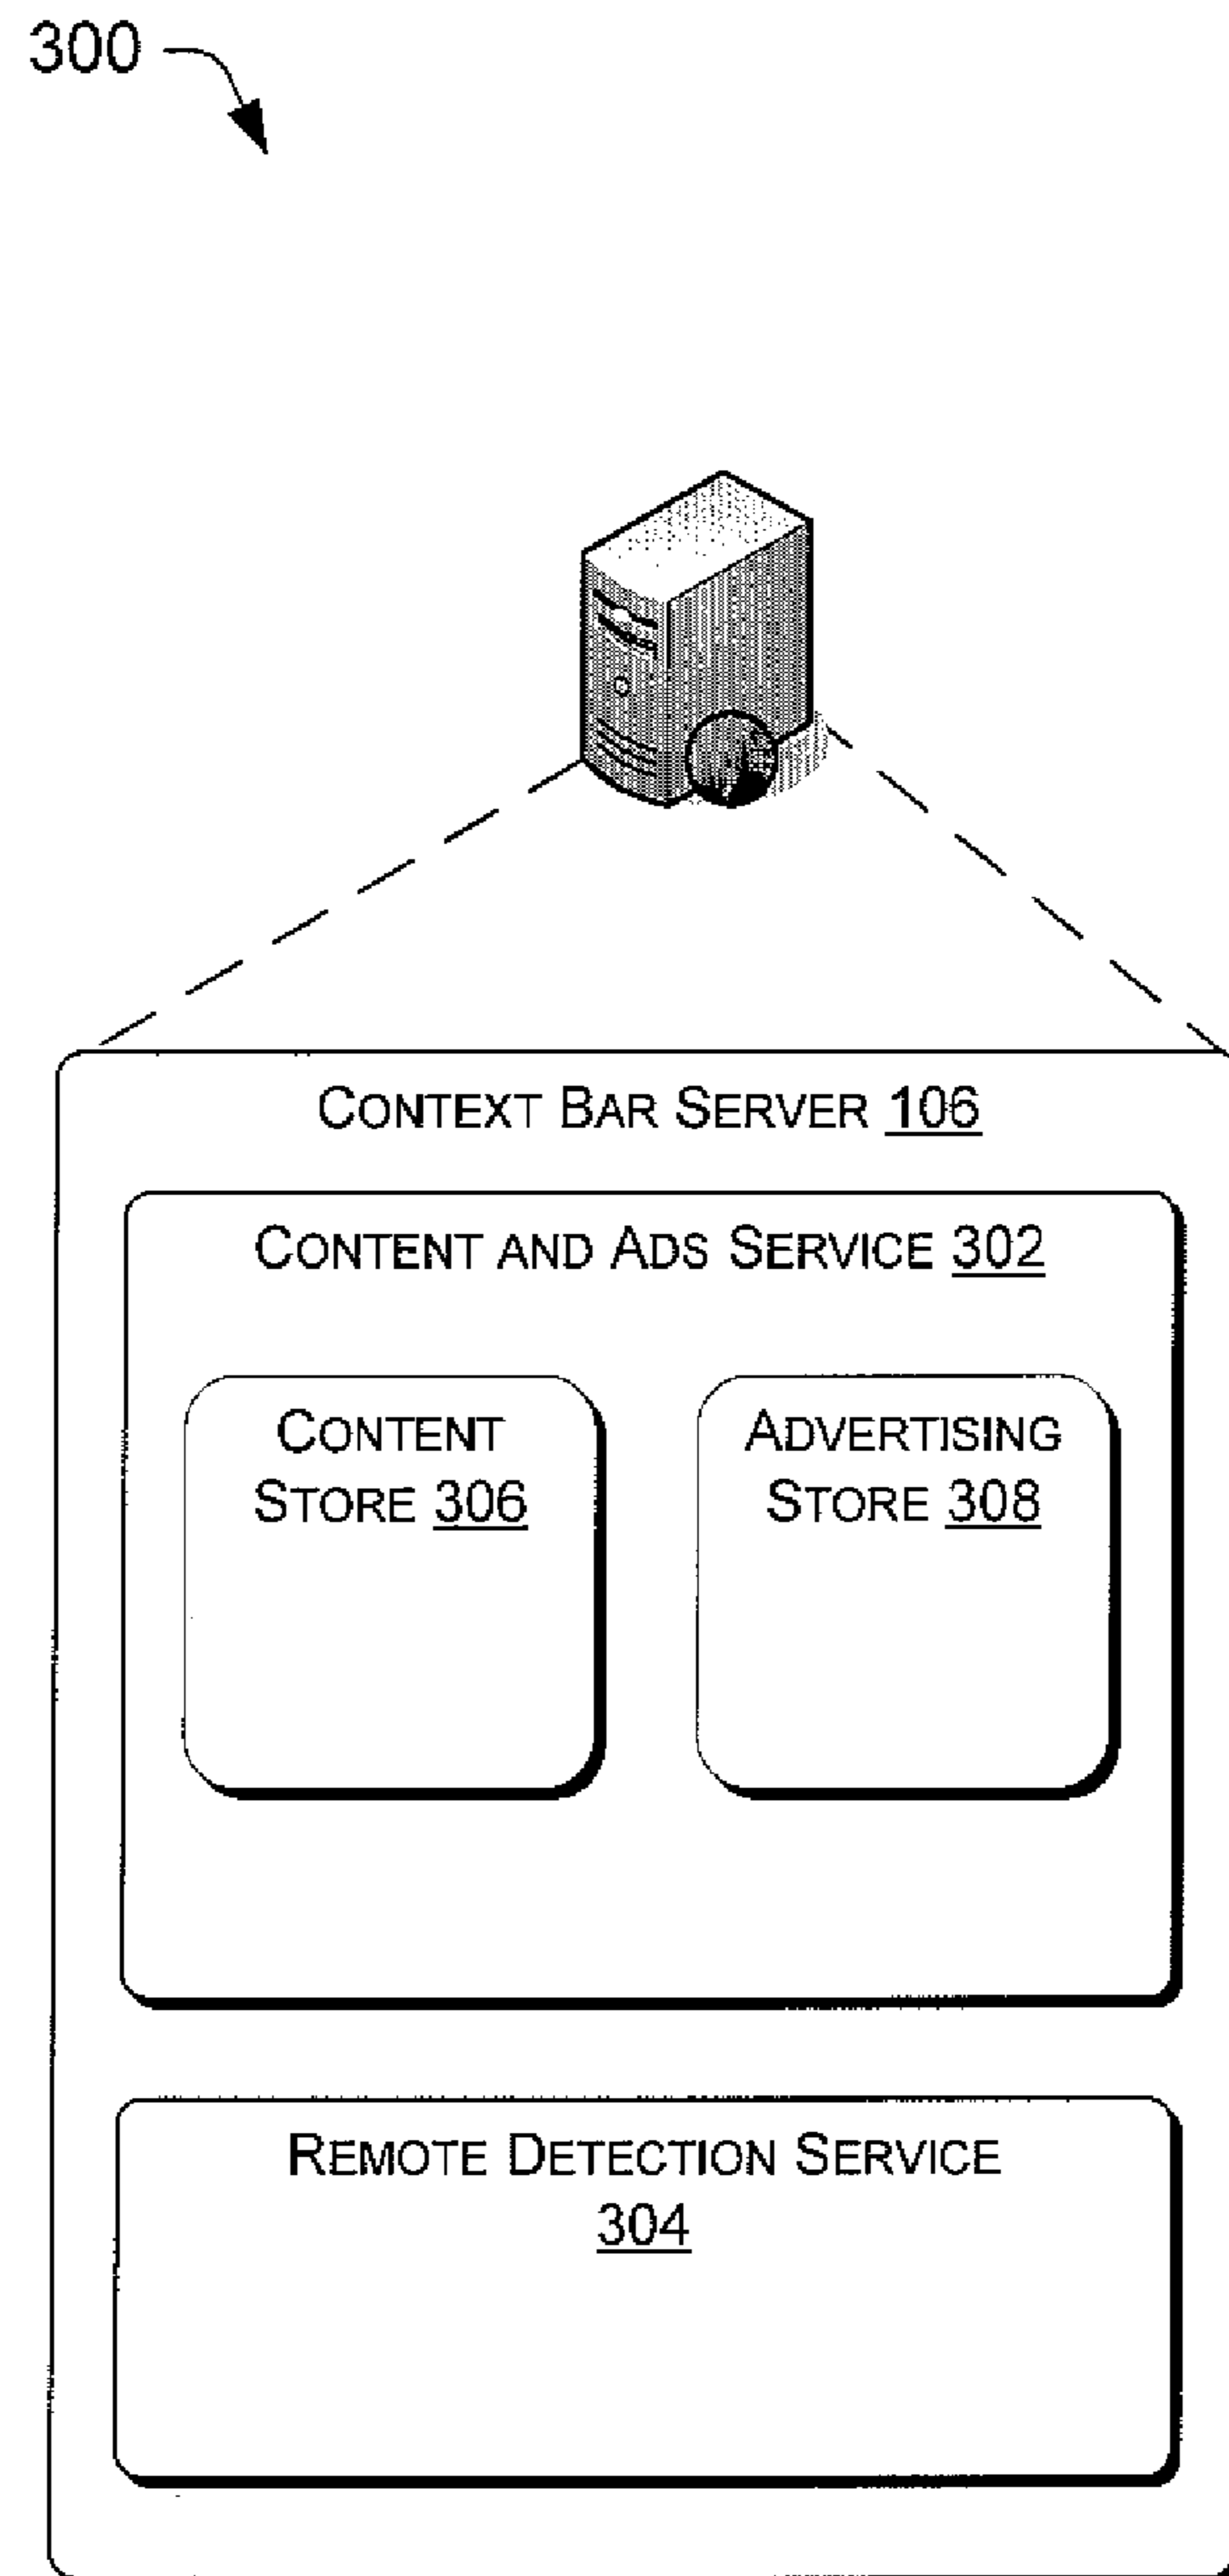 300
CONTEXT BAR SERVER 106
CONTENT AND ADS SERVICE 302
CONTENT
STORE 306
ADVERTISING
STORE 308
REMOTE DETECTION SERVICE
304